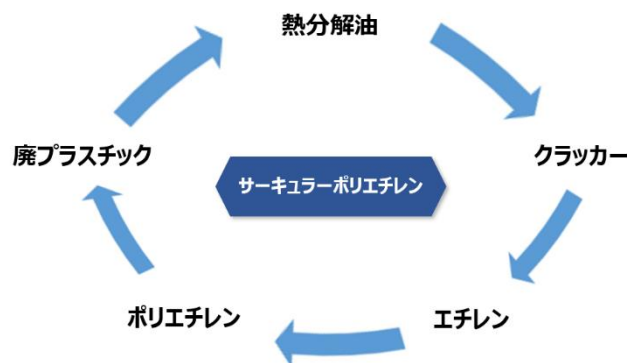 熱分解油
廃プラスチック
クラッカー
サーキュラーポリエチレン
ポリエチレン
エチレン